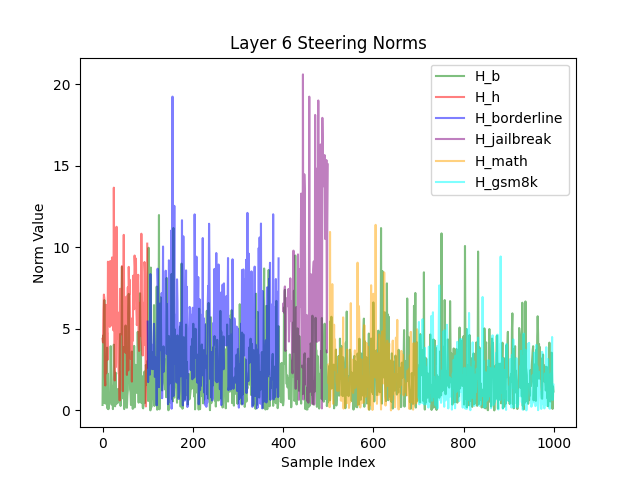 Layer 6 Steering Norms
Norm Value
20
15
10
5
0
H_b
H_h
H_borderline
H_jailbreak
H_math
H_gsm8k
0 200 400 600 800 1000
Sample Index